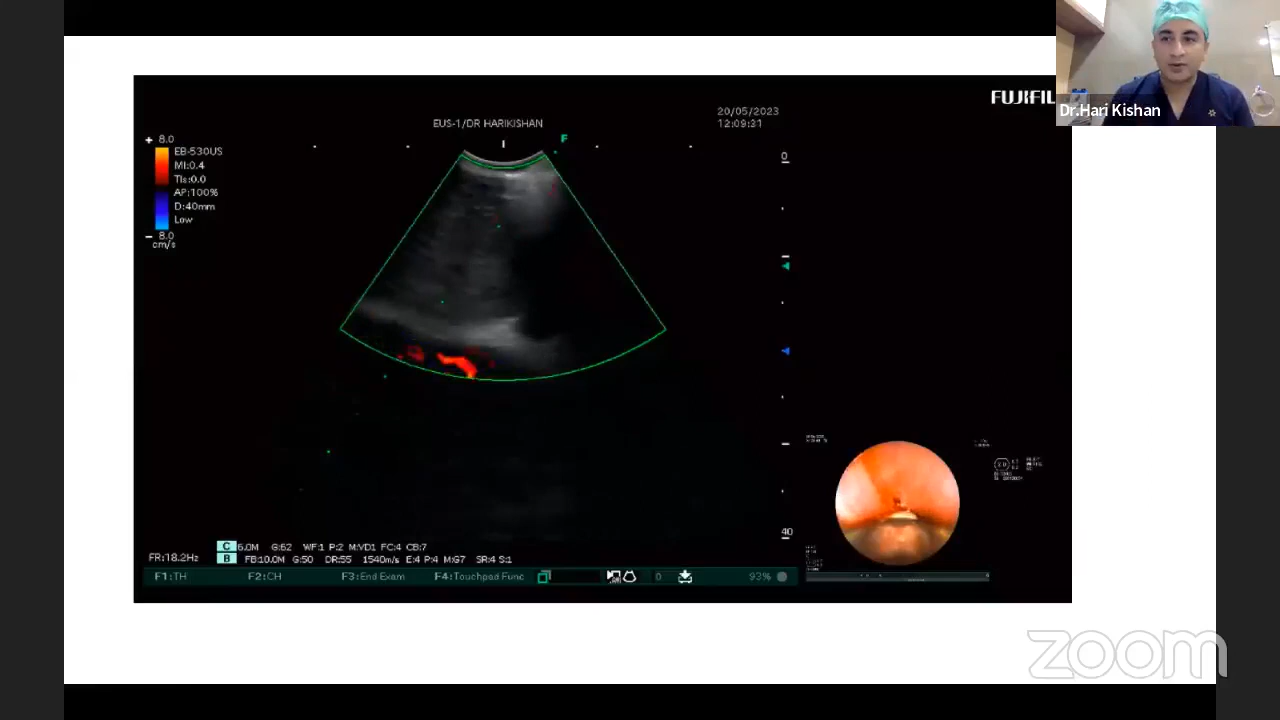 FUJIFIL
Dr.Hari Kishan
20/05/2023
12:09:31
EUS-1/DR HARIKISHAN
F
+ 8.0
EB-530US
MI:0.4
TIs:0.0
AP:100%
D:40mm
Low
- 8.0
cm/s
0
40
C 6.0M G:62 WF:1 P:2 M:VD1 FC:4 CB:7
FR:18.2Hz B FB:10.0M G:50 DR:55 1540m/s E:4 P:4 M:G7 SR:4 S:1
F1:TH F2:CH F3:End Exam F4:Touchpad Func 0 93%
zoom